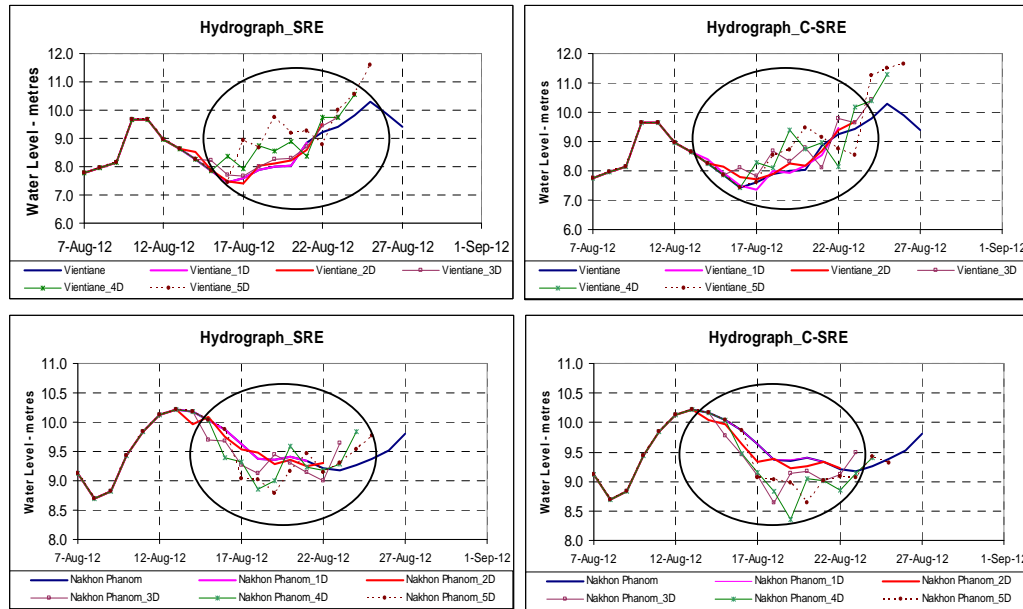 Hydrograph_SRE
Water Level - metres
12.0
11.0
10.0
9.0
8.0
7.0
6.0
7-Aug-12 12-Aug-12 17-Aug-12 22-Aug-12 27-Aug-12 1-Sep-12
Vientiane Vientiane_1D Vientiane_2D Vientiane_3D
Vientiane_4D Vientiane_5D
Hydrograph_C-SRE
Water Level - metres
12.0
11.0
10.0
9.0
8.0
7.0
6.0
7-Aug-12 12-Aug-12 17-Aug-12 22-Aug-12 27-Aug-12 1-Sep-12
Vientiane Vientiane_1D Vientiane_2D Vientiane_3D
Vientiane_4D Vientiane_5D
Hydrograph_SRE
Water Level - metres
11.0
10.5
10.0
9.5
9.0
8.5
8.0
7-Aug-12 12-Aug-12 17-Aug-12 22-Aug-12 27-Aug-12 1-Sep-12
Nakhon Phanom Nakhon Phanom_1D Nakhon Phanom_2D
Nakhon Phanom_3D Nakhon Phanom_4D Nakhon Phanom_5D
Hydrograph_C-SRE
Water Level - metres
11.0
10.5
10.0
9.5
9.0
8.5
8.0
7-Aug-12 12-Aug-12 17-Aug-12 22-Aug-12 27-Aug-12 1-Sep-12
Nakhon Phanom Nakhon Phanom_1D Nakhon Phanom_2D
Nakhon Phanom_3D Nakhon Phanom_4D Nakhon Phanom_5D